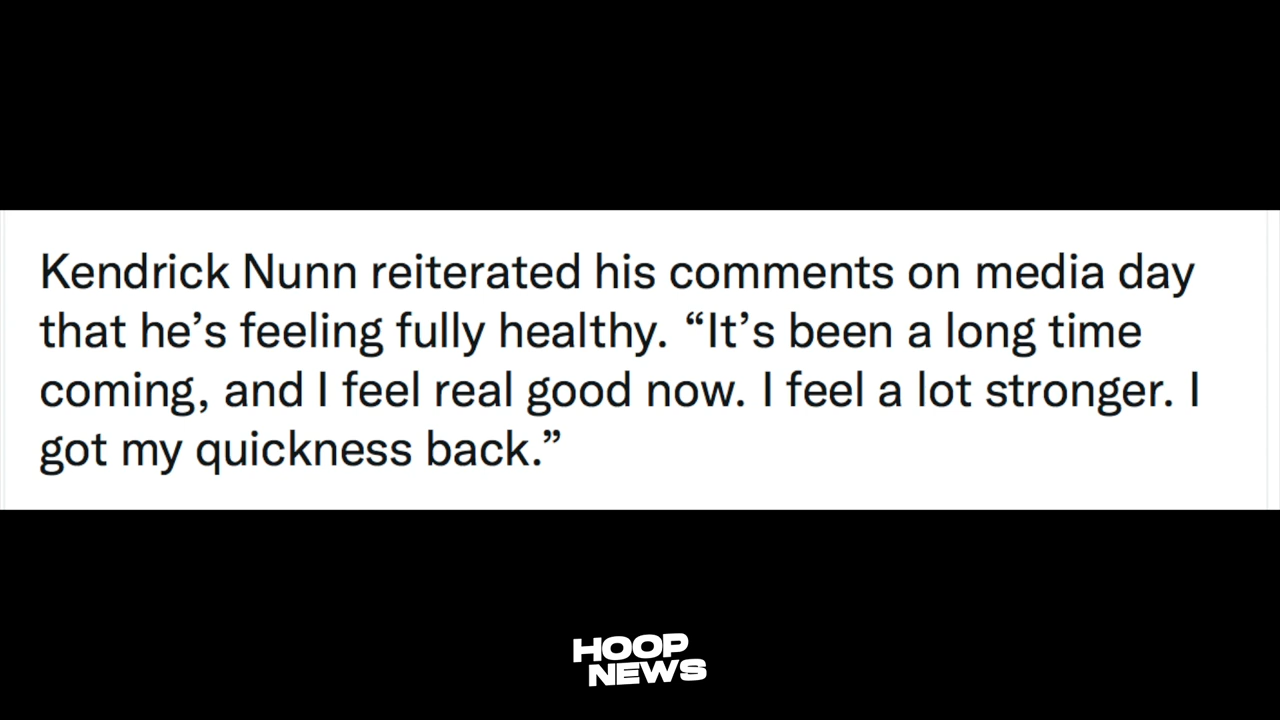 Kendrick Nunn reiterated his comments on media day
that he’s feeling fully healthy. “It’s been a long time
coming, and I feel real good now. I feel a lot stronger. I
got my quickness back.”
HOOP
NEWS